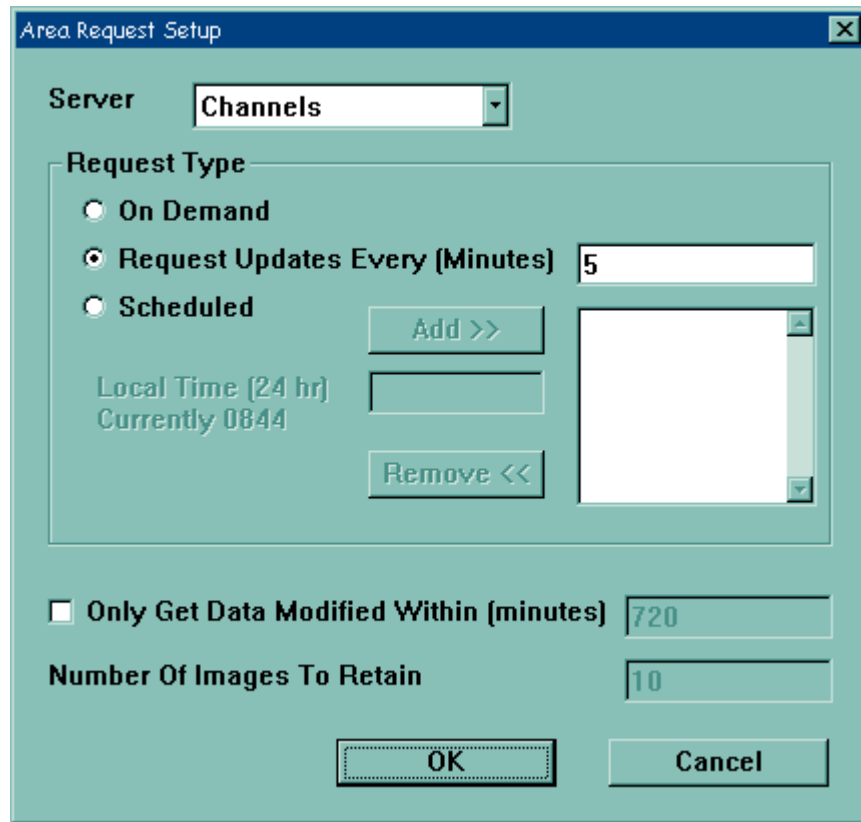 Area Request Setup
Server
Channels
Request Type
On Demand
Request Updates Every (Minutes)
5
Scheduled
Add >>
Local Time (24 hr)
Currently 0844
Remove <<
Only Get Data Modified Within (minutes)
720
Number Of Images To Retain
10
OK
Cancel